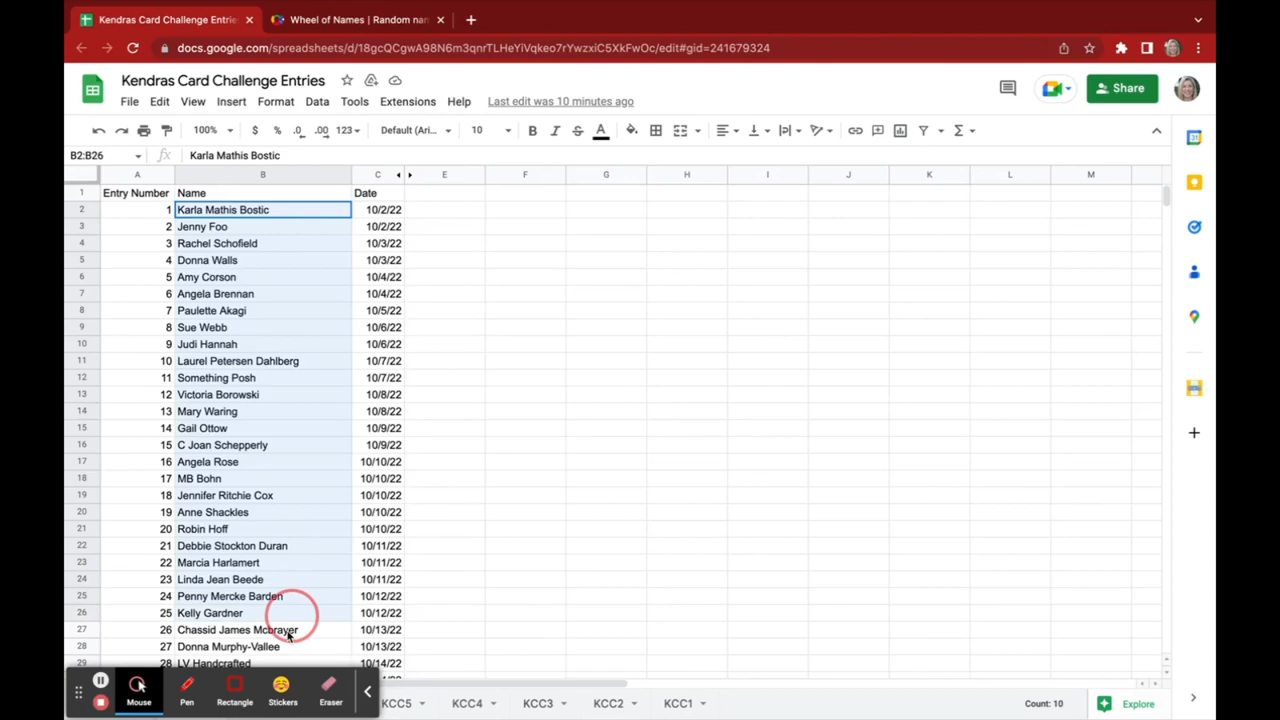 Kendras Card Challenge Entries
Wheel of Names | Random nam
docs.google.com/spreadsheets/d/18gcQCgwA98N6m3qnrTLHeYiVqkeo7rYwzxiC5XkFwOc/edit#gid=241679324
Kendras Card Challenge Entries
File Edit View Insert Format Data Tools Extensions Help Last edit was 10 minutes ago
Share
100% $ % .0 .00 123 Default (Ari... 10 B I S A
B2:B26 fx Karla Mathis Bostic
A B C E F G H I J K L M
1 Entry Number Name Date
2 1 Karla Mathis Bostic 10/2/22
3 2 Jenny Foo 10/2/22
4 3 Rachel Schofield 10/3/22
5 4 Donna Walls 10/3/22
6 5 Amy Corson 10/4/22
7 6 Angela Brennan 10/4/22
8 7 Paulette Akagi 10/5/22
9 8 Sue Webb 10/6/22
10 9 Judi Hannah 10/6/22
11 10 Laurel Petersen Dahlberg 10/7/22
12 11 Something Posh 10/7/22
13 12 Victoria Borowski 10/8/22
14 13 Mary Waring 10/8/22
15 14 Gail Ottow 10/9/22
16 15 C Joan Schepperly 10/9/22
17 16 Angela Rose 10/10/22
18 17 MB Bohn 10/10/22
19 18 Jennifer Ritchie Cox 10/10/22
20 19 Anne Shackles 10/10/22
21 20 Robin Hoff 10/10/22
22 21 Debbie Stockton Duran 10/11/22
23 22 Marcia Harlamert 10/11/22
24 23 Linda Jean Beede 10/11/22
25 24 Penny Mercke Barden 10/12/22
26 25 Kelly Gardner 10/12/22
27 26 Chassid James Mcbrayer 10/13/22
28 27 Donna Murphy-Vallee 10/13/22
29 28 LV Handcrafted 10/14/22
Mouse Pen Rectangle Stickers Eraser
KCC5 KCC4 KCC3 KCC2 KCC1 Count: 10 Explore